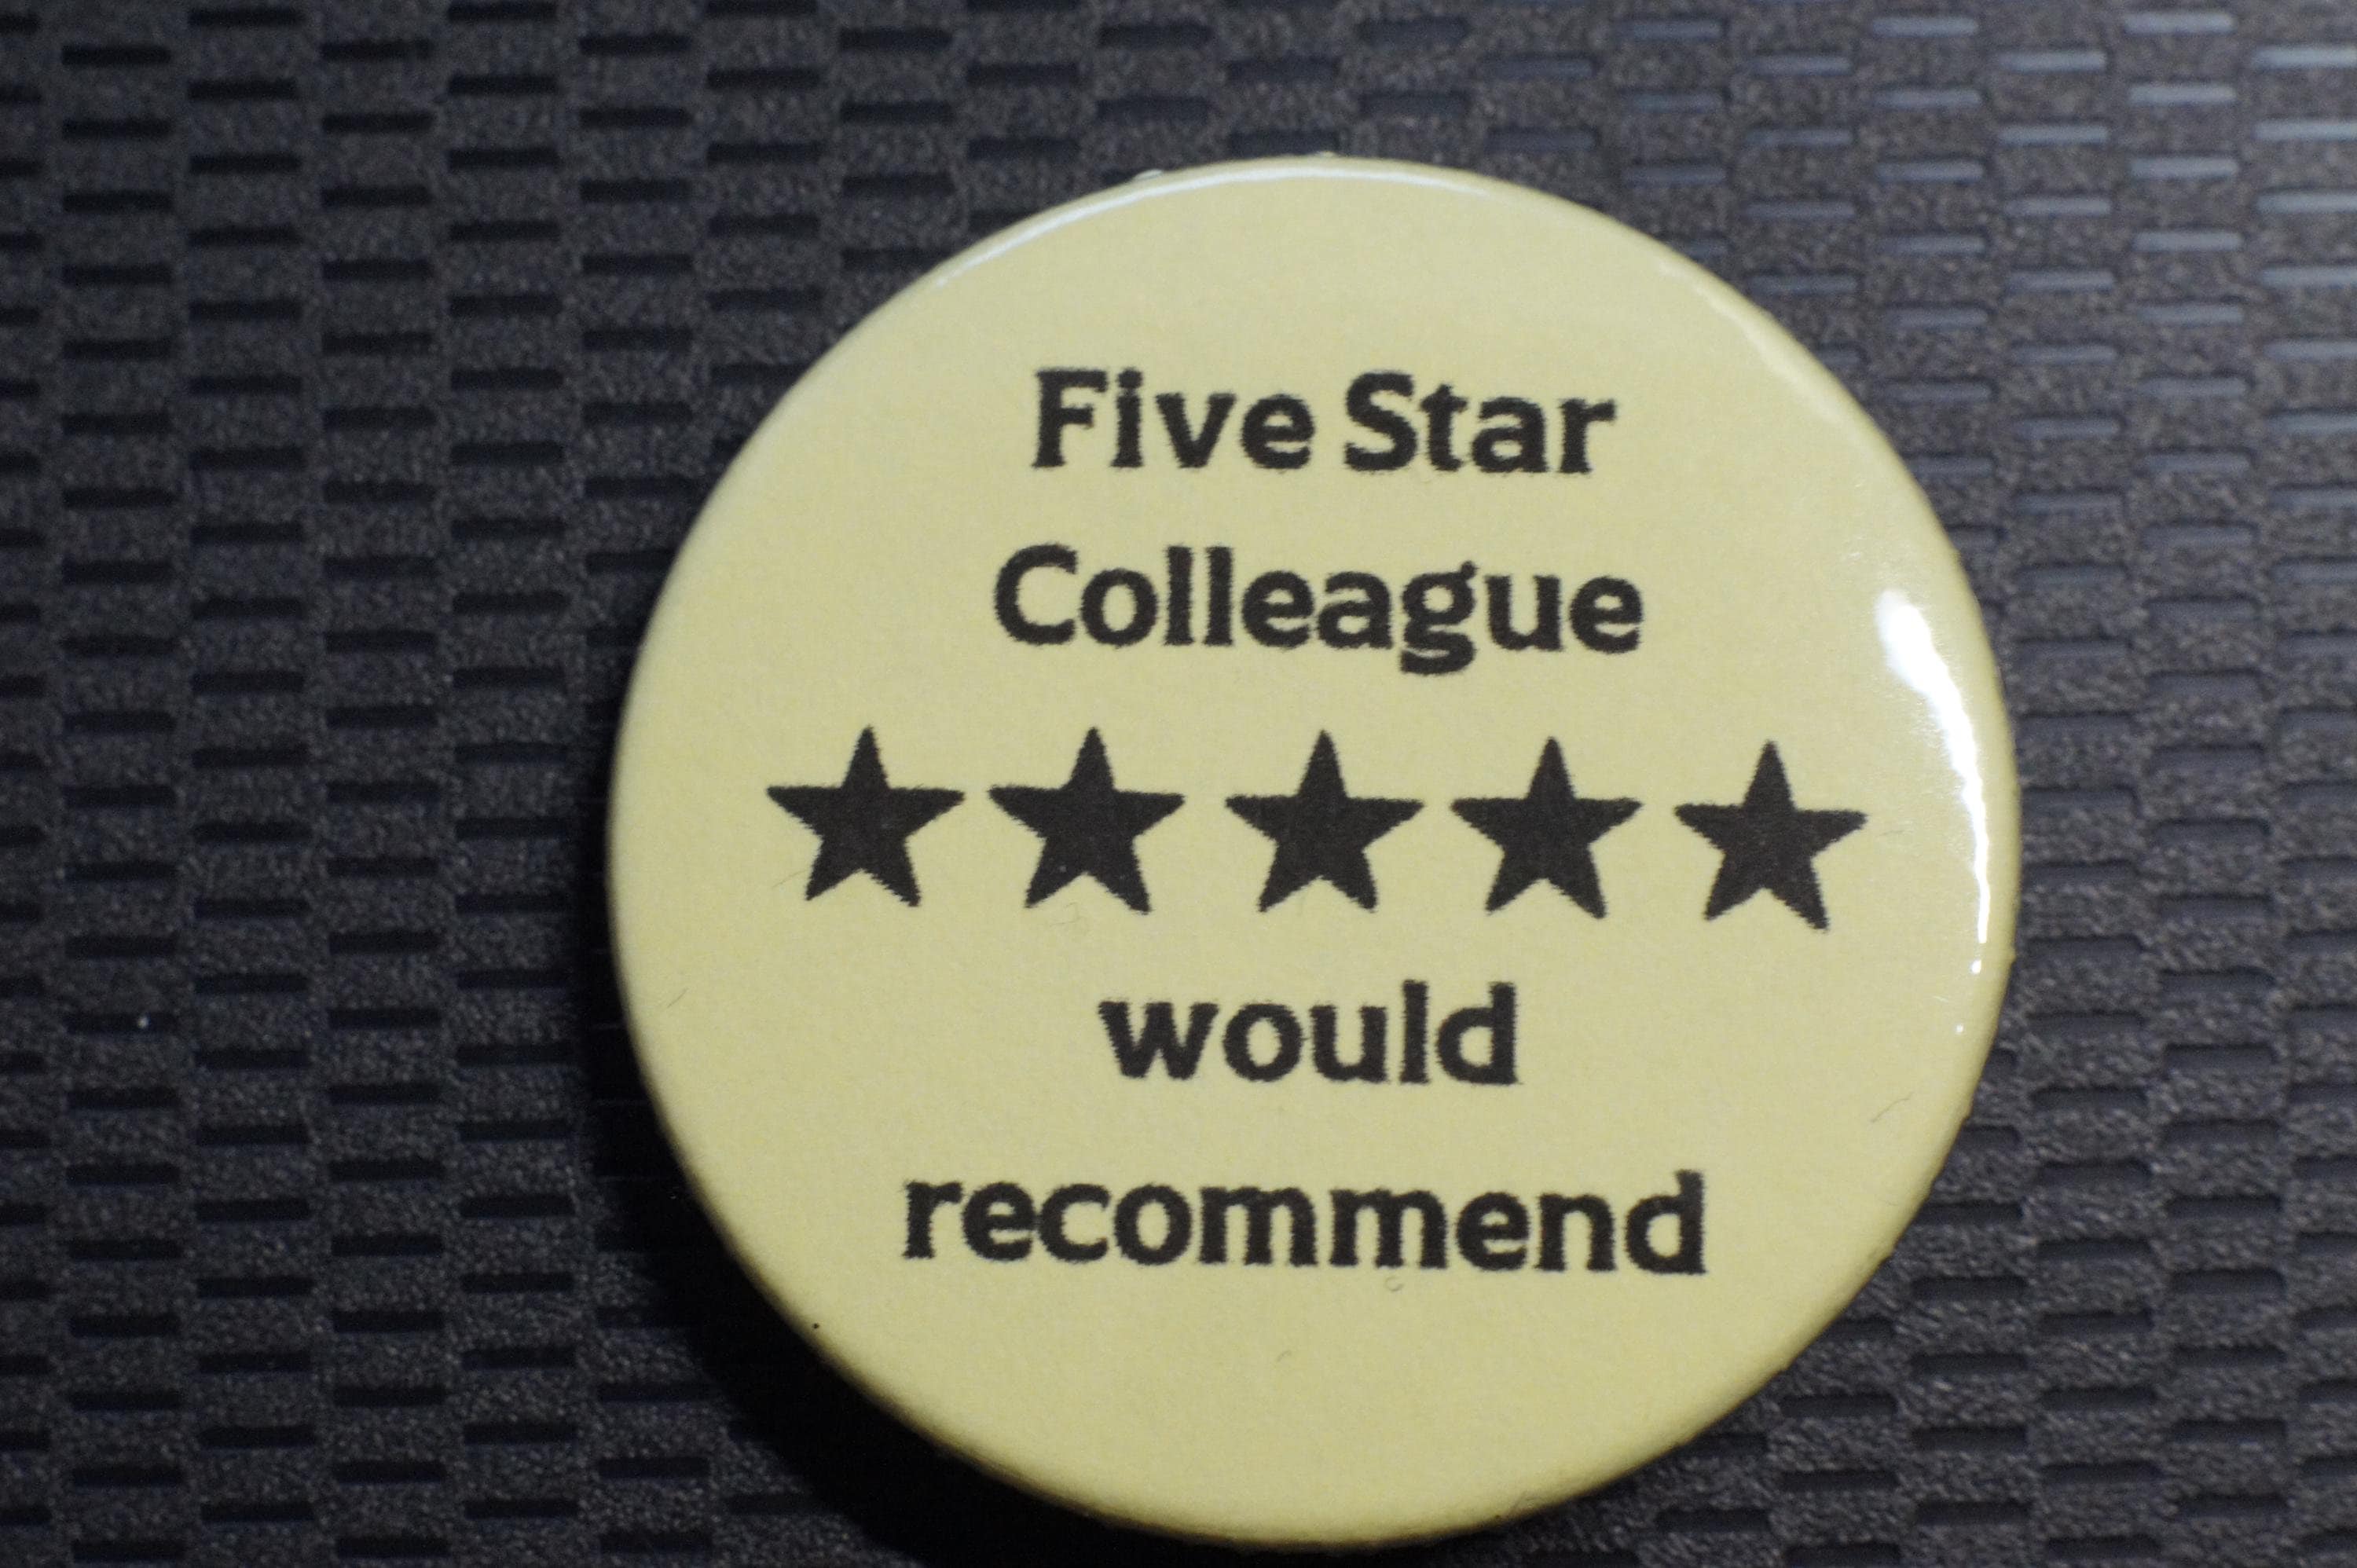 Five Star
Colleague
★★★★★
would
recommend